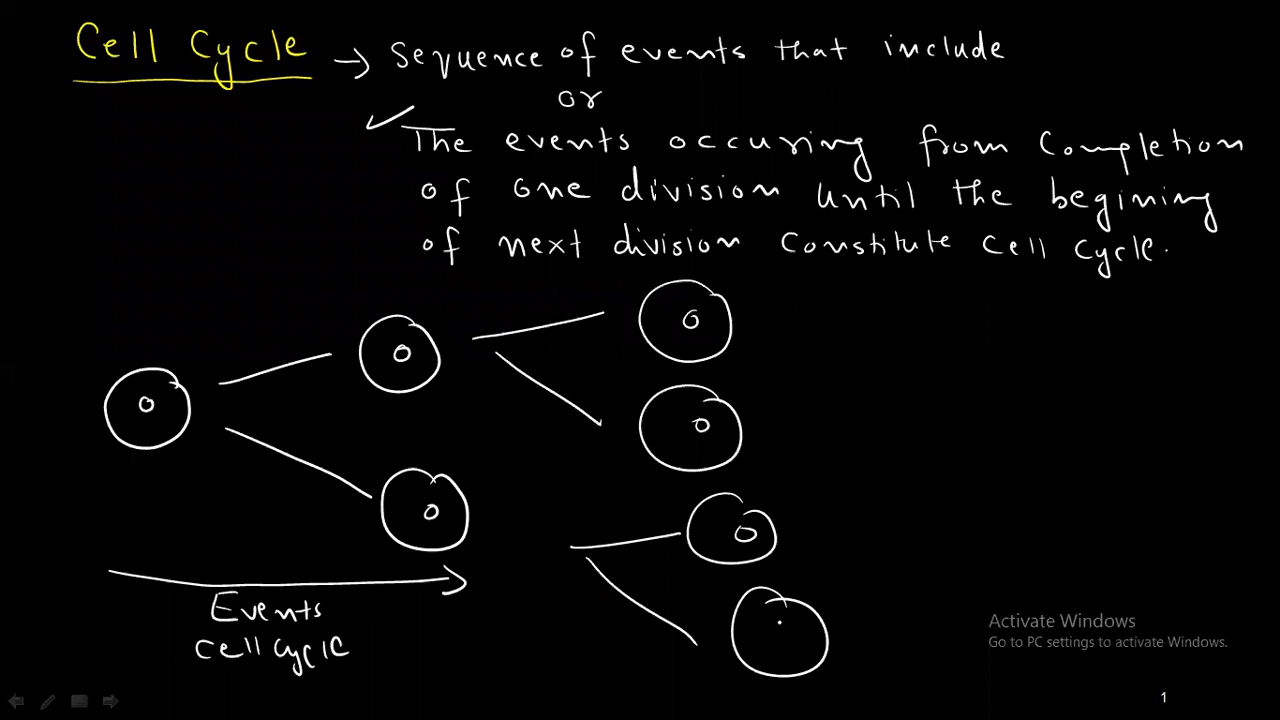 Cell Cycle → Sequence of events that include
or
✓ The events occuring from Completion
of one division until the begining
of next division Constitute Cell Cycle.
Events
Cell Cycle
Activate Windows
Go to PC settings to activate Windows.
1